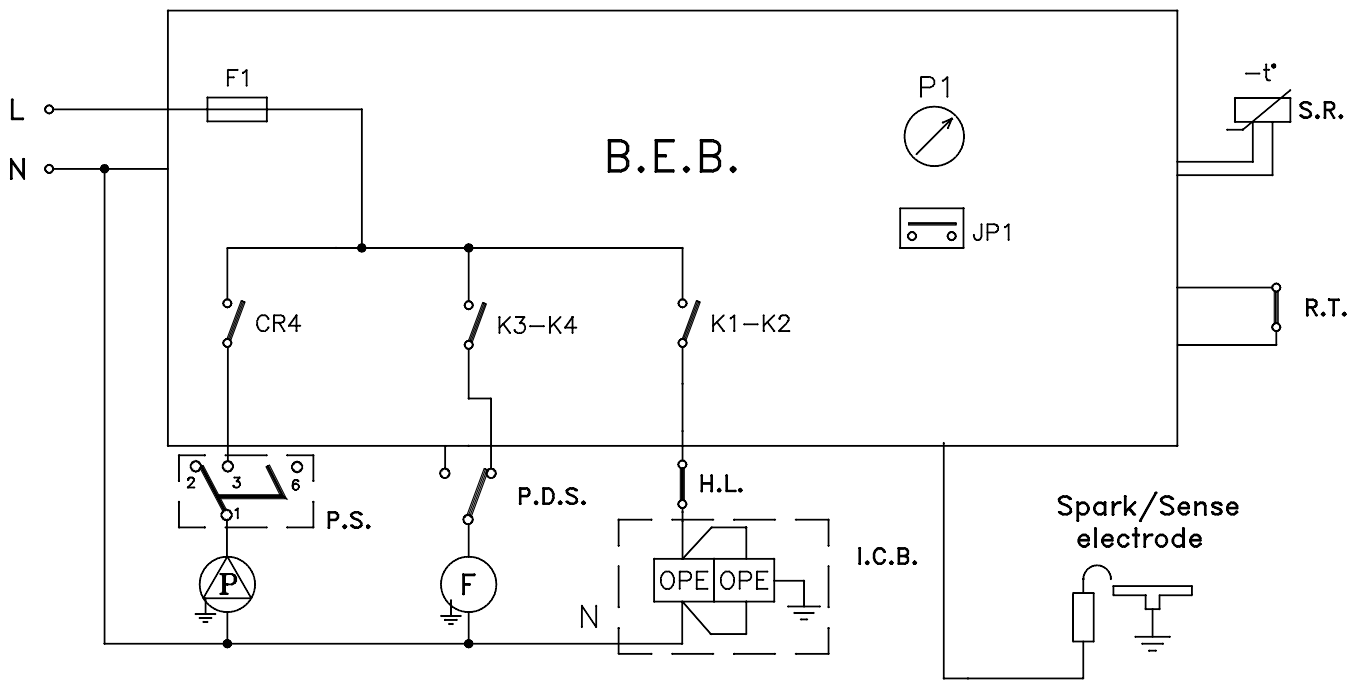 F1
L
N
P1
-t°
S.R.
B.E.B.
JP1
CR4
K3-K4
K1-K2
R.T.
2
3
6
1
P.S.
P.D.S.
H.L.
Spark/Sense
electrode
I.C.B.
P
F
OPE OPE
N